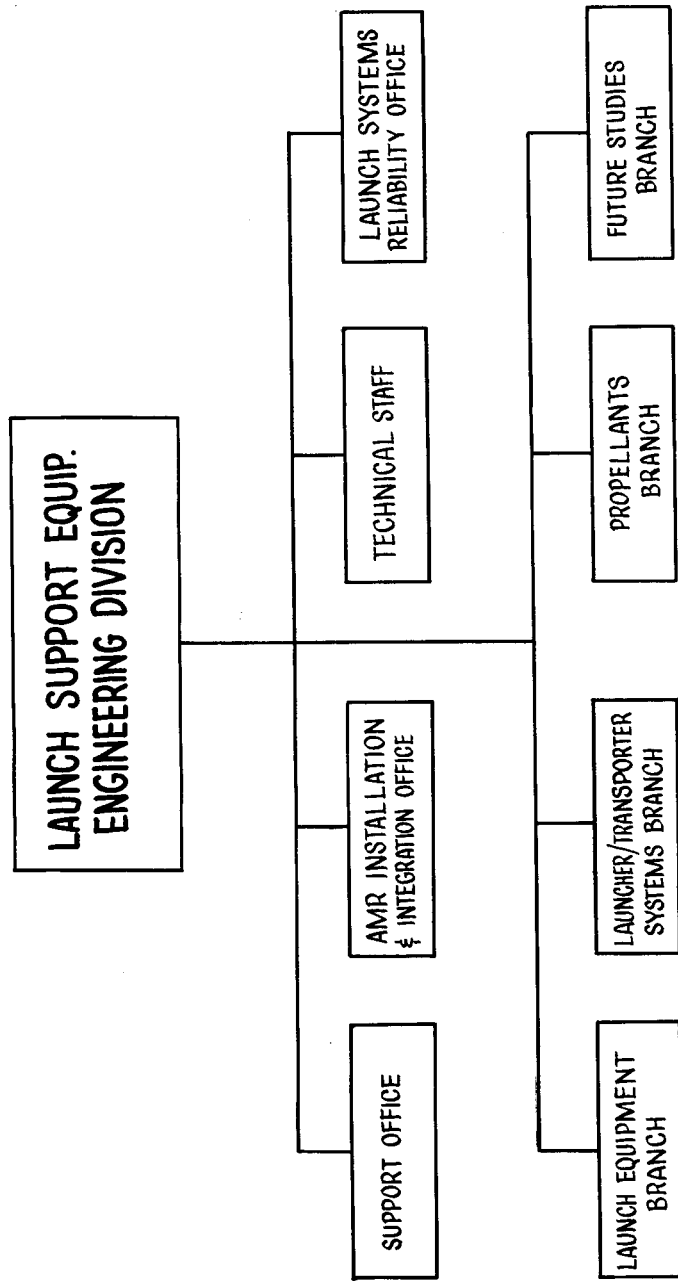 LAUNCH SUPPORT EQUIP.
ENGINEERING DIVISION
SUPPORT OFFICE
AMR INSTALLATION
& INTEGRATION OFFICE
TECHNICAL STAFF
LAUNCH SYSTEMS
RELIABILITY OFFICE
LAUNCH EQUIPMENT
BRANCH
LAUNCHER/TRANSPORTER
SYSTEMS BRANCH
PROPELLANTS
BRANCH
FUTURE STUDIES
BRANCH